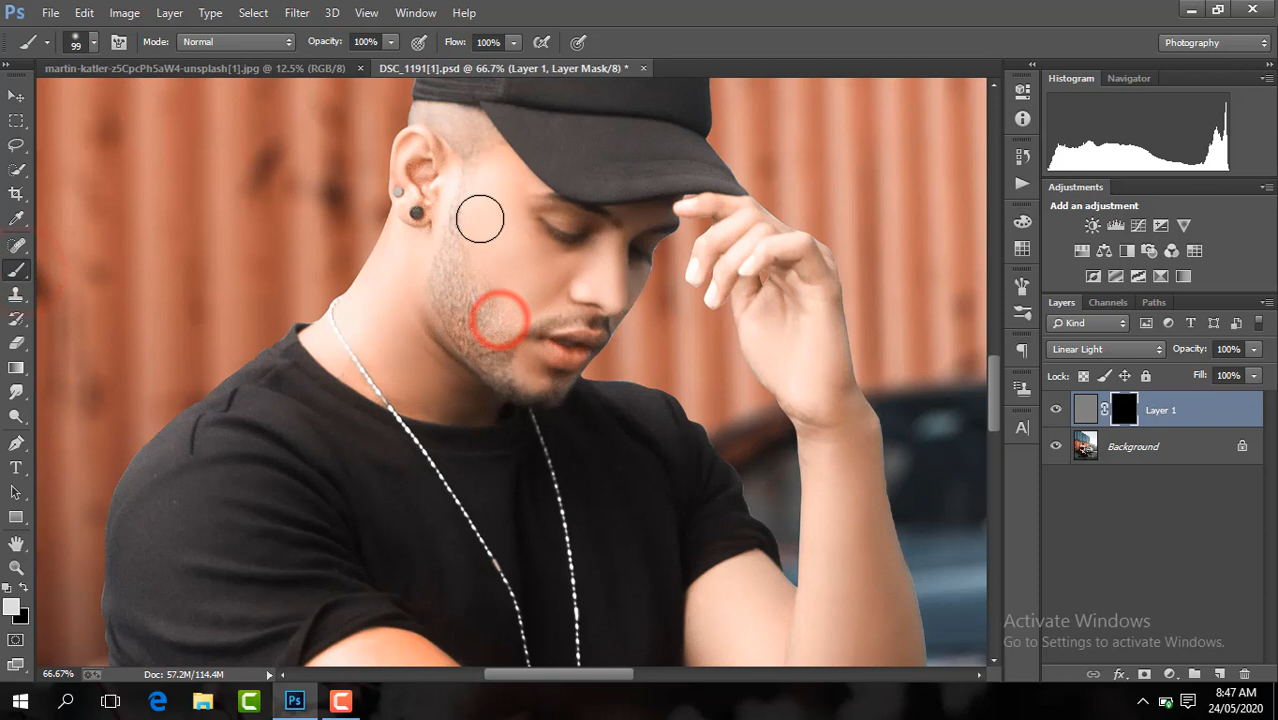 Ps File Edit Image Layer Type Select Filter 3D View Window Help
99 Mode: Normal Opacity: 100% Flow: 100% Photography
martin-katler-z5CpcPhSaW4-unsplash[1].jpg @ 12.5% (RGB/8) × DSC_1191[1].psd @ 66.7% (Layer 1, Layer Mask/8) * ×
Histogram Navigator
Adjustments
Add an adjustment
Layers Channels Paths
Kind
Linear Light Opacity: 100%
Lock: Fill: 100%
Layer 1
Background
Activate Windows
Go to Settings to activate Windows.
66.67% Doc: 57.2M/114.4M
8:47 AM
24/05/2020